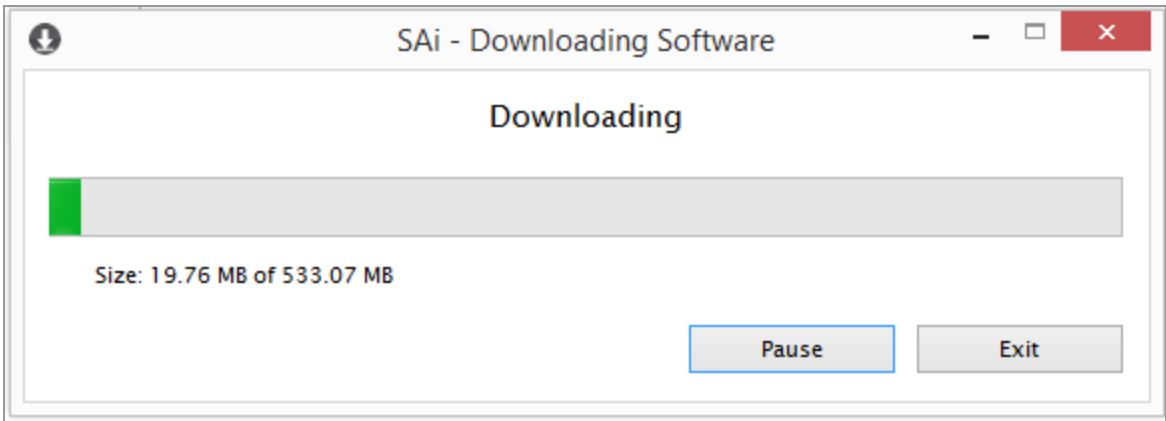 SAi - Downloading Software
Downloading
Size: 19.76 MB of 533.07 MB
Pause
Exit